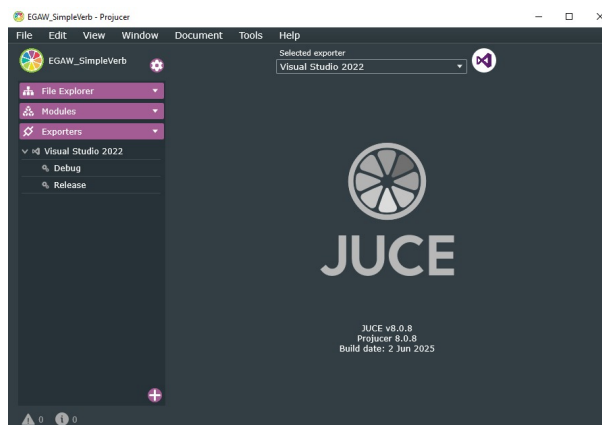 EGAW_SimpleVerb - Projucer
File Edit View Window Document Tools Help
EGAW_SimpleVerb
Selected exporter
Visual Studio 2022
File Explorer
Modules
Exporters
Visual Studio 2022
Debug
Release
JUCE
JUCE v8.0.8
Projucer 8.0.8
Build date: 2 Jun 2025
0 0